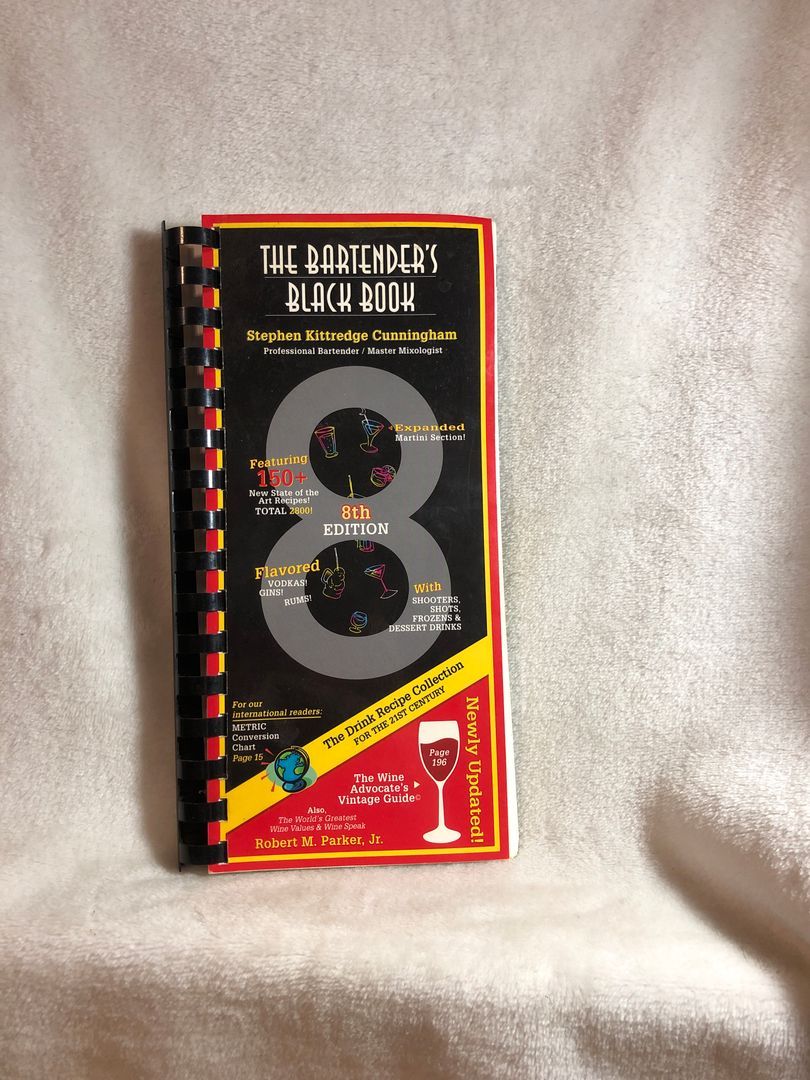 THE BARTENDER'S
BLACK BOOK
Stephen Kittredge Cunningham
Professional Bartender / Master Mixologist
Expanded
Martini Section!
Featuring
150+
New State of the
Art Recipes!
TOTAL 2800!
8th
EDITION
Flavored
VODKAS!
GINS!
RUMS!
With
SHOOTERS,
SHOTS,
FROZENS &
DESSERT DRINKS
The Drink Recipe Collection
FOR THE 21ST CENTURY
For our
international readers:
METRIC
Conversion
Chart
Page 15
Newly Updated!
Page
196
The Wine
Advocate's
Vintage Guide©
Also,
The World's Greatest
Wine Values & Wine Speak
Robert M. Parker, Jr.